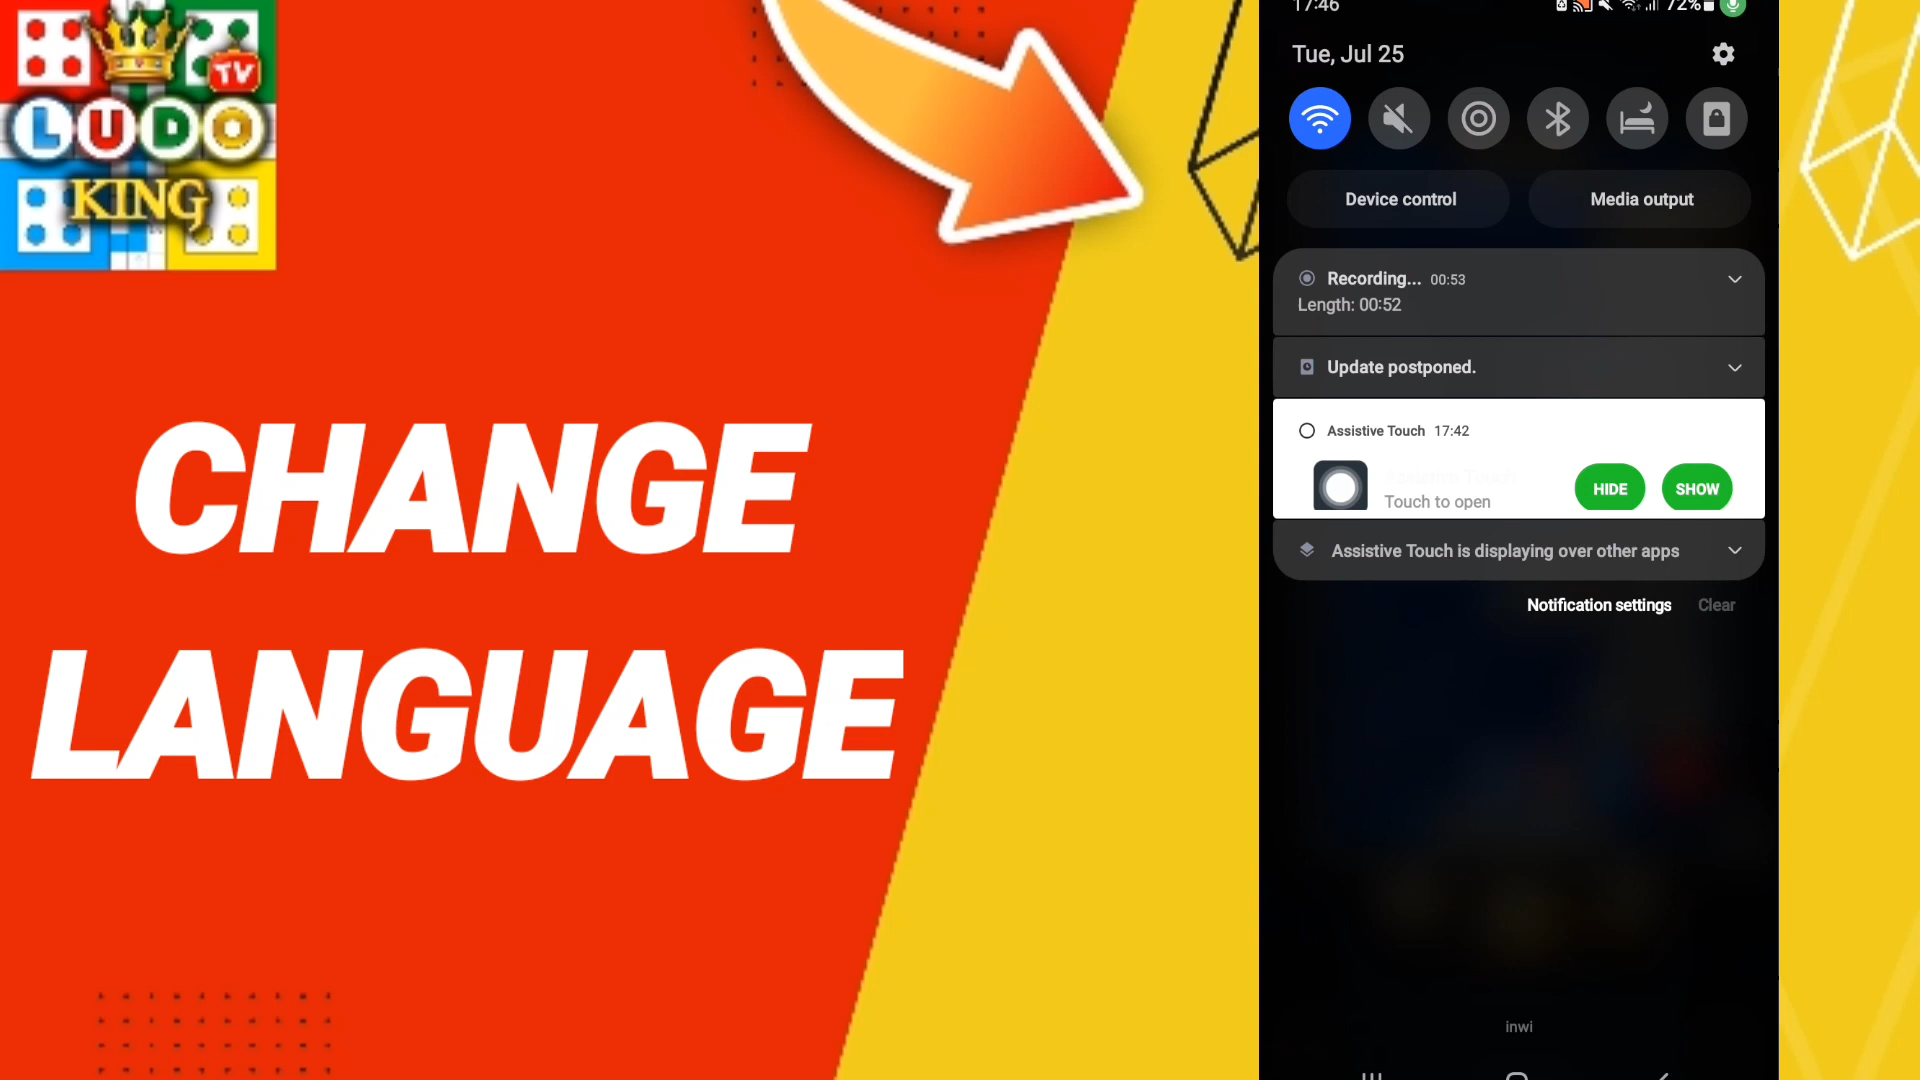 TV
LUDO
KING
CHANGE
LANGUAGE
17:46
72%
Tue, Jul 25
Device control
Media output
Recording... 00:53
Length: 00:52
Update postponed.
Assistive Touch 17:42
Touch to open
HIDE
SHOW
Assistive Touch is displaying over other apps
Notification settings
Clear
inwi